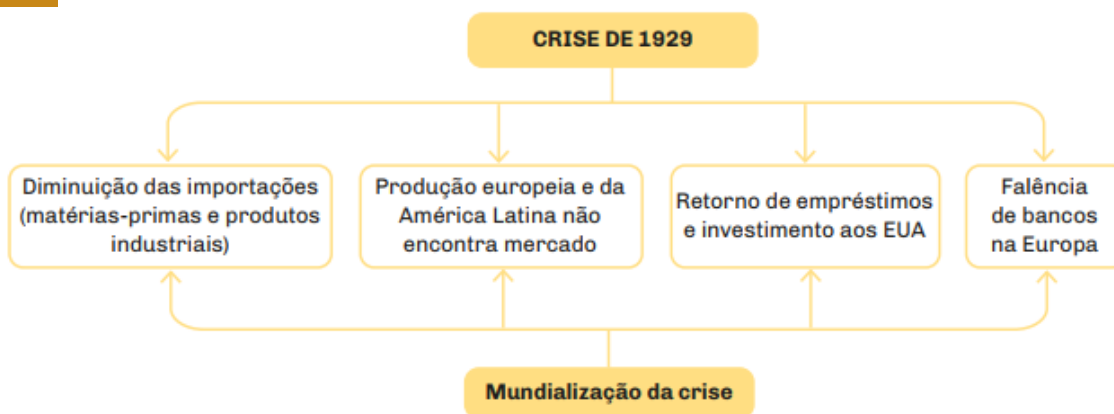 CRISE DE 1929
Diminuição das importações
(matérias-primas e produtos
industriais)
Produção europeia e da
América Latina não
encontra mercado
Retorno de empréstimos
e investimento aos EUA
Falência
de bancos
na Europa
Mundialização da crise